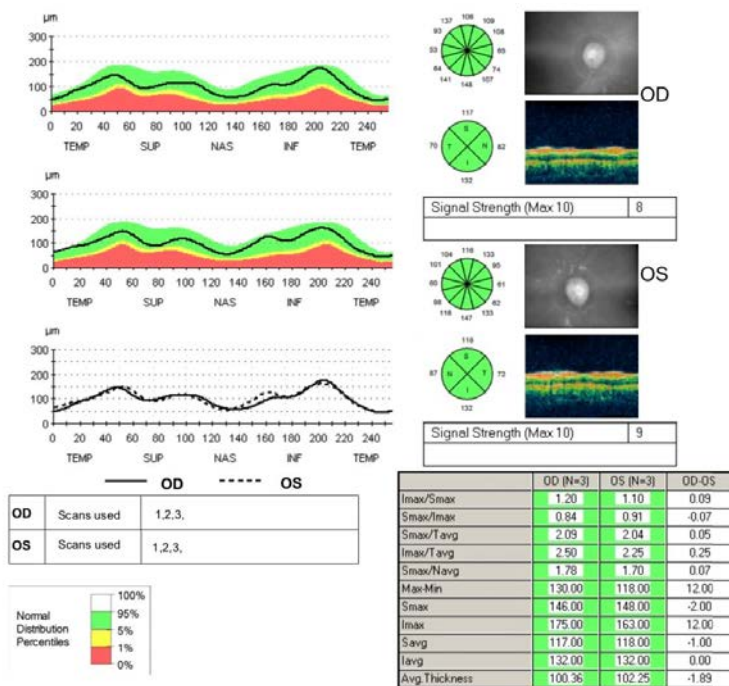 µm
300
200
100
0
0 20 40 60 80 100 120 140 160 180 200 220 240
TEMP SUP NAS INF TEMP
µm
300
200
100
0
0 20 40 60 80 100 120 140 160 180 200 220 240
TEMP SUP NAS INF TEMP
µm
300
200
100
0
0 20 40 60 80 100 120 140 160 180 200 220 240
TEMP SUP NAS INF TEMP
OD OS
OD Scans used 1,2,3,
OS Scans used 1,2,3,
Normal Distribution Percentiles
100%
95%
5%
1%
0%
106
137 109
93 108
53 65
84 74
141 107
148
OD
117
S
70 T N 82
I
132
Signal Strength (Max 10) 8
116
104 133
101 95
60 61
98 62
118 133
147
OS
118
S
87 N T 73
I
132
Signal Strength (Max 10) 9
OD (N=3) OS (N=3) OD-OS
Imax/Smax 1.20 1.10 0.09
Smax/Imax 0.84 0.91 -0.07
Smax/Tavg 2.09 2.04 0.05
Imax/Tavg 2.50 2.25 0.25
Smax/Navg 1.78 1.70 0.07
Max-Min 130.00 118.00 12.00
Smax 146.00 148.00 -2.00
Imax 175.00 163.00 12.00
Savg 117.00 118.00 -1.00
Iavg 132.00 132.00 0.00
Avg.Thickness 100.36 102.25 -1.89